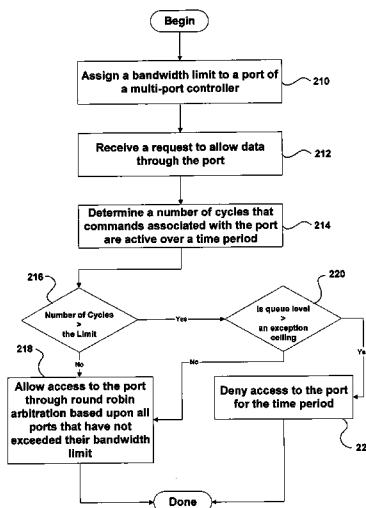 Begin
Assign a bandwidth limit to a port of
a multi-port controller
210
Receive a request to allow data
through the port
212
Determine a number of cycles that
commands associated with the port
are active over a time period
214
216
Number of Cycles
>
the Limit
Yes
220
Is queue level
>
an exception
ceiling
No
No
Ye
218
Allow access to the port
through round robin
arbitration based upon all
ports that have not
exceeded their bandwidth
limit
Deny access to the port
for the time period
22
Done